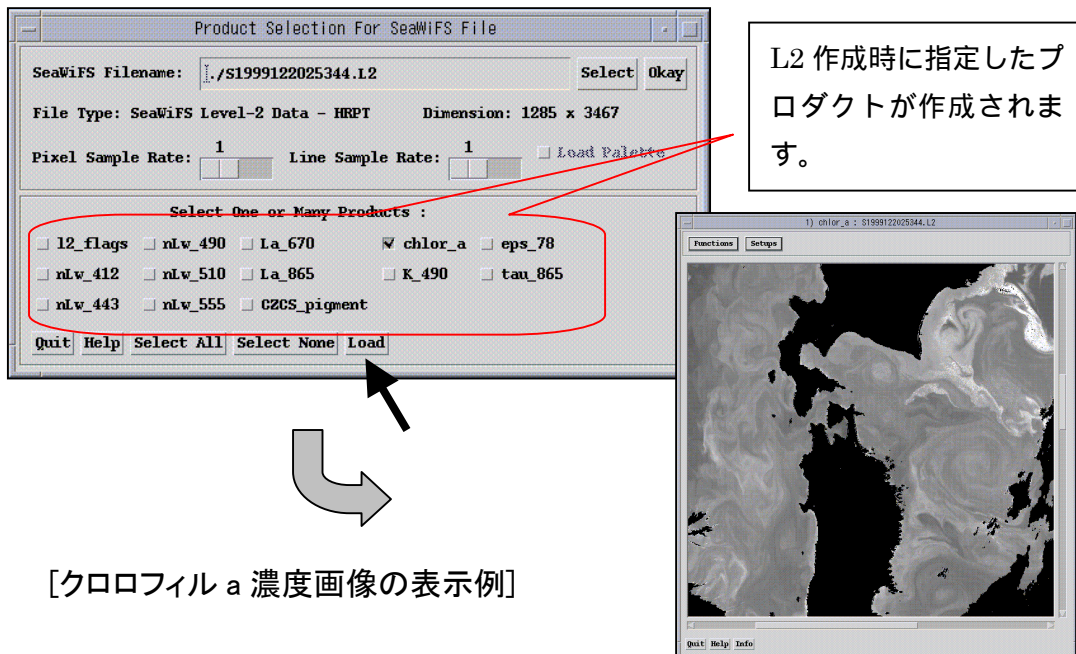 Product Selection For SeaWiFS File
SeaWiFS Filename: ./S1999122025344.L2 Select Okay
File Type: SeaWiFS Level-2 Data - HRPT Dimension: 1285 x 3467
Pixel Sample Rate: 1 Line Sample Rate: 1 Load Palette
Select One or Many Products :
l2_flags nLw_490 La_670 chlor_a eps_78
nLw_412 nLw_510 La_865 K_490 tau_865
nLw_443 nLw_555 CZCS_pigment
Quit Help Select All Select None Load
L2 作成時に指定したプ
ロダクトが作成されま
す。
1) chlor_a : S1999122025344.L2
Functions Setups
Quit Help Info
[クロロフィル a 濃度画像の表示例]